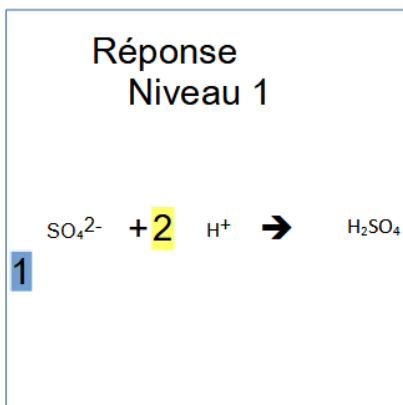 Réponse
Niveau 1
SO₄²⁻ + 2 H⁺ ➔ H₂SO₄
1